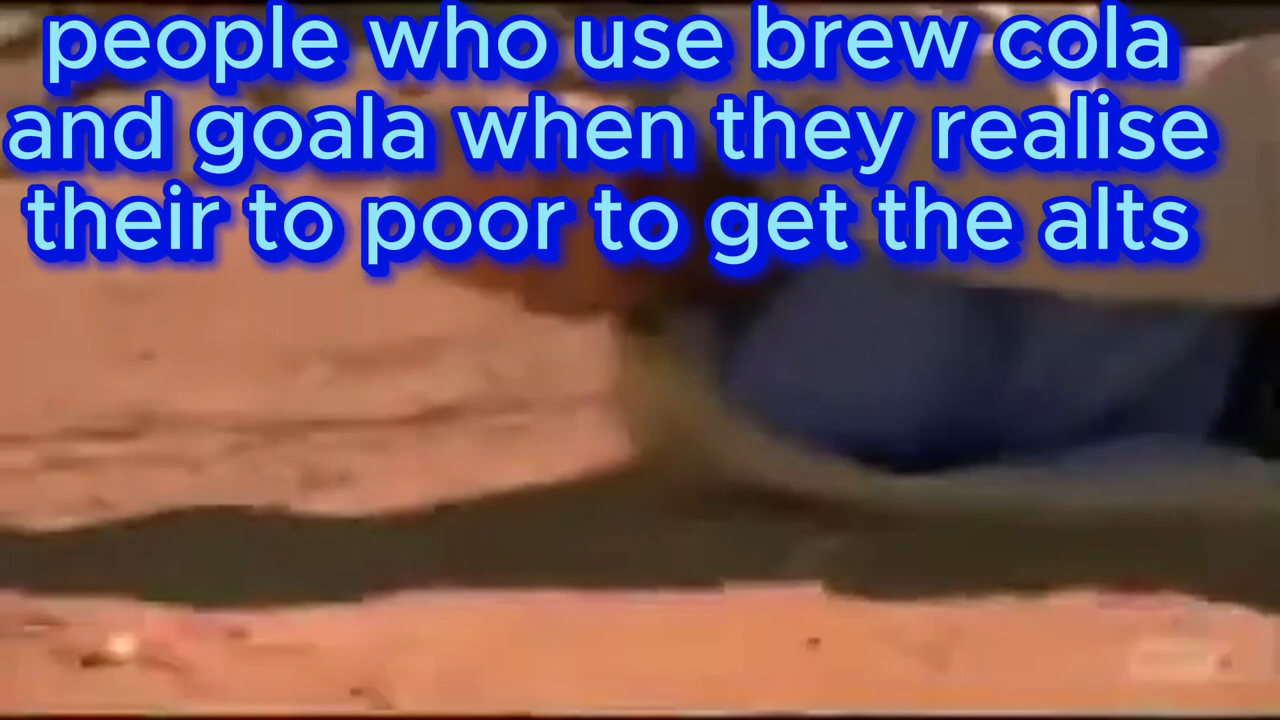 people who use brew cola
and goala when they realise
their to poor to get the alts